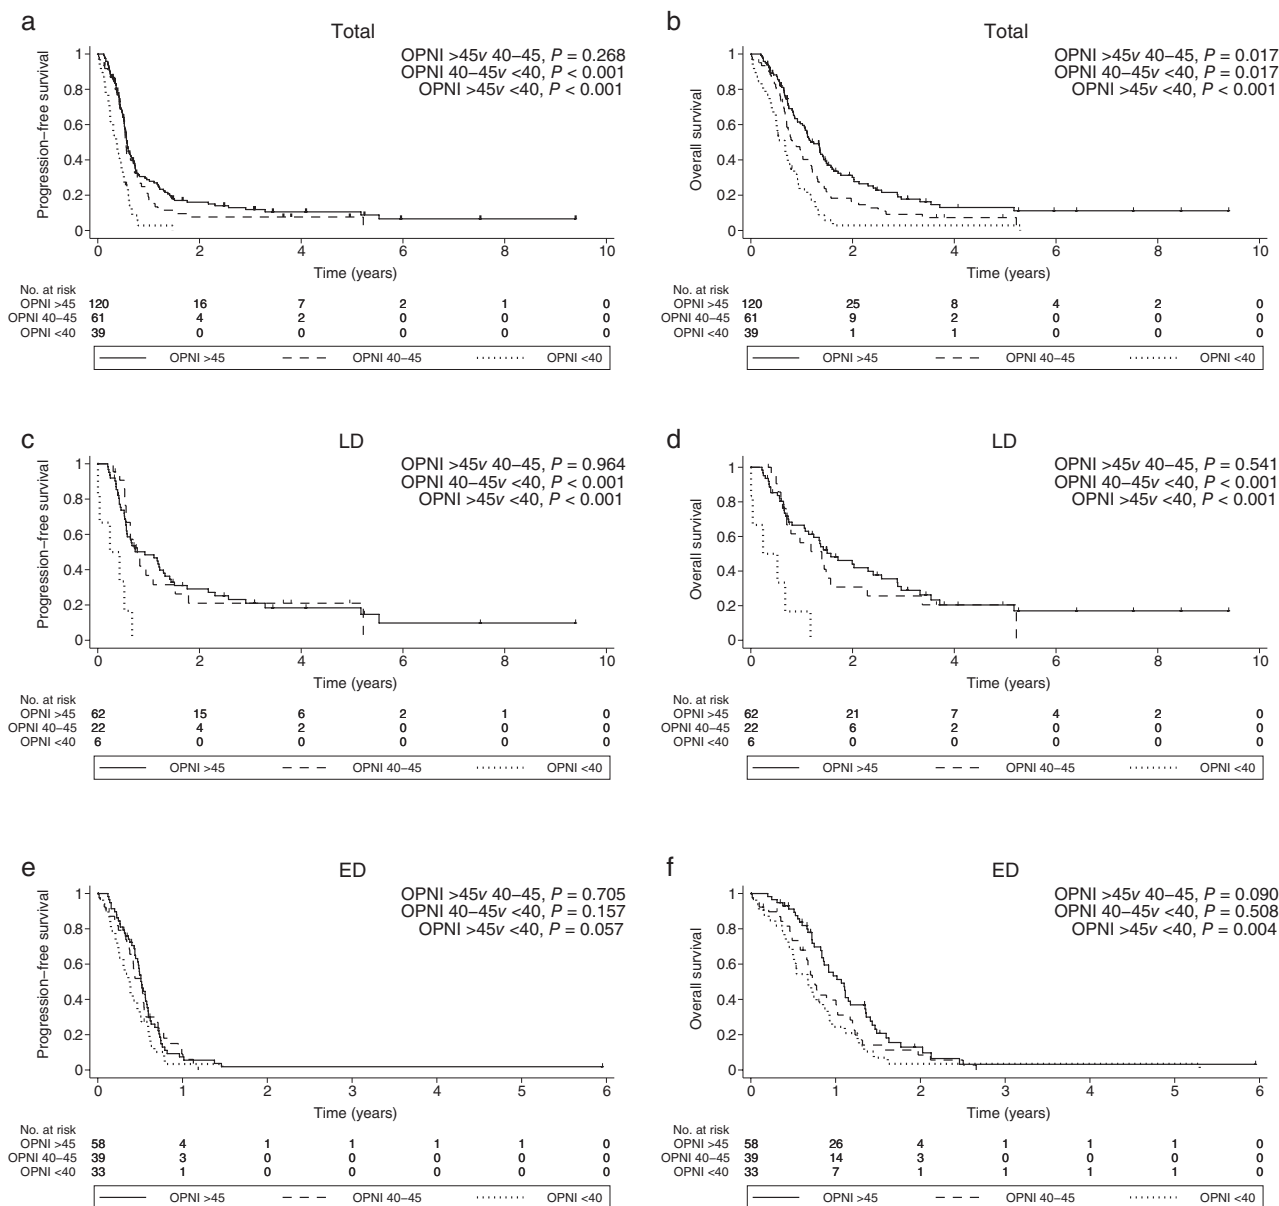 a
Total
OPNI >45v 40–45, P = 0.268
OPNI 40–45v <40, P < 0.001
OPNI >45v <40, P < 0.001
Progression–free survival
1
0.8
0.6
0.4
0.2
0
0 2 4 6 8 10
Time (years)
No. at risk
OPNI >45 120 16 7 2 1 0
OPNI 40–45 61 4 2 0 0 0
OPNI <40 39 0 0 0 0 0
OPNI >45 OPNI 40–45 OPNI <40
b
Total
OPNI >45v 40–45, P = 0.017
OPNI 40–45v <40, P = 0.017
OPNI >45v <40, P < 0.001
Overall survival
1
0.8
0.6
0.4
0.2
0
0 2 4 6 8 10
Time (years)
No. at risk
OPNI >45 120 25 8 4 2 0
OPNI 40–45 61 9 2 0 0 0
OPNI <40 39 1 1 0 0 0
OPNI >45 OPNI 40–45 OPNI <40
c
LD
OPNI >45v 40–45, P = 0.964
OPNI 40–45v <40, P < 0.001
OPNI >45v <40, P < 0.001
Progression–free survival
1
0.8
0.6
0.4
0.2
0
0 2 4 6 8 10
Time (years)
No. at risk
OPNI >45 62 15 6 2 1 0
OPNI 40–45 22 4 2 0 0 0
OPNI <40 6 0 0 0 0 0
OPNI >45 OPNI 40–45 OPNI <40
d
LD
OPNI >45v 40–45, P = 0.541
OPNI 40–45v <40, P < 0.001
OPNI >45v <40, P < 0.001
Overall survival
1
0.8
0.6
0.4
0.2
0
0 2 4 6 8 10
Time (years)
No. at risk
OPNI >45 62 21 7 4 2 0
OPNI 40–45 22 6 2 0 0 0
OPNI <40 6 0 0 0 0 0
OPNI >45 OPNI 40–45 OPNI <40
e
ED
OPNI >45v 40–45, P = 0.705
OPNI 40–45v <40, P = 0.157
OPNI >45v <40, P = 0.057
Progression–free survival
1
0.8
0.6
0.4
0.2
0
0 1 2 3 4 5 6
Time (years)
No. at risk
OPNI >45 58 4 1 1 1 1 0
OPNI 40–45 39 3 0 0 0 0 0
OPNI <40 33 1 0 0 0 0 0
OPNI >45 OPNI 40–45 OPNI <40
f
ED
OPNI >45v 40–45, P = 0.090
OPNI 40–45v <40, P = 0.508
OPNI >45v <40, P = 0.004
Overall survival
1
0.8
0.6
0.4
0.2
0
0 1 2 3 4 5 6
Time (years)
No. at risk
OPNI >45 58 26 4 1 1 1 0
OPNI 40–45 39 14 3 0 0 0 0
OPNI <40 33 7 1 1 1 1 0
OPNI >45 OPNI 40–45 OPNI <40